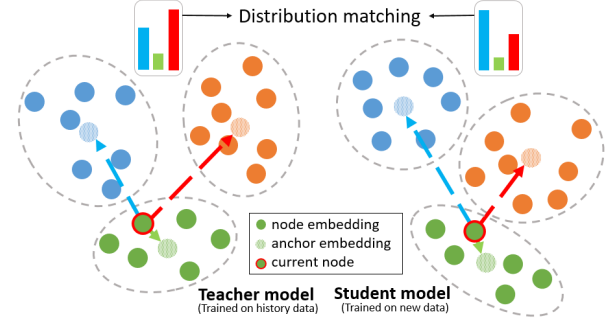 Distribution matching
node embedding
anchor embedding
current node
Teacher model
(Trained on history data)
Student model
(Trained on new data)